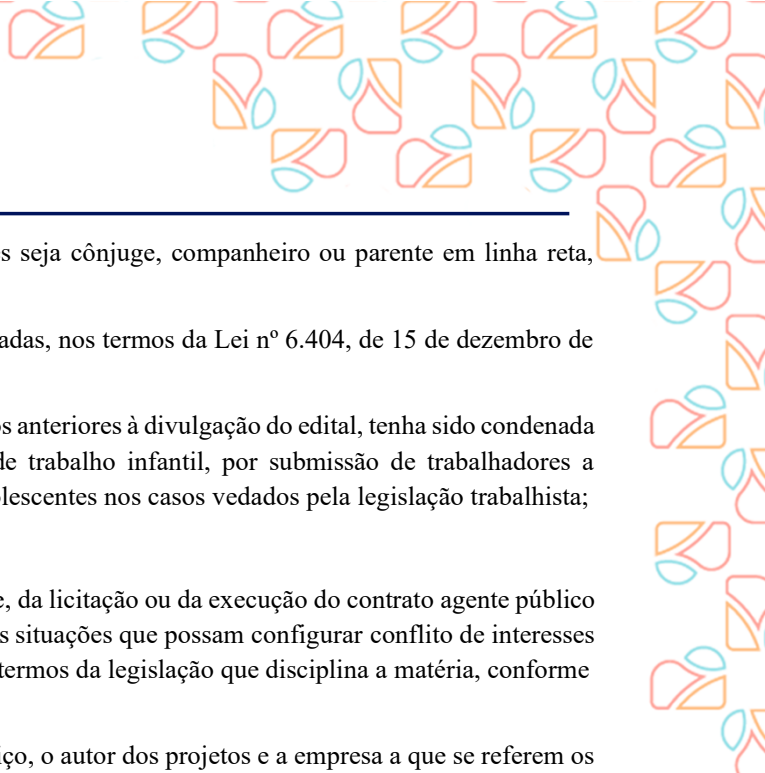 s seja cônjuge, companheiro ou parente em linha reta,
adas, nos termos da Lei nº 6.404, de 15 de dezembro de
s anteriores à divulgação do edital, tenha sido condenada
de trabalho infantil, por submissão de trabalhadores a
lescentes nos casos vedados pela legislação trabalhista;
e, da licitação ou da execução do contrato agente público
s situações que possam configurar conflito de interesses
termos da legislação que disciplina a matéria, conforme
iço, o autor dos projetos e a empresa a que se referem os